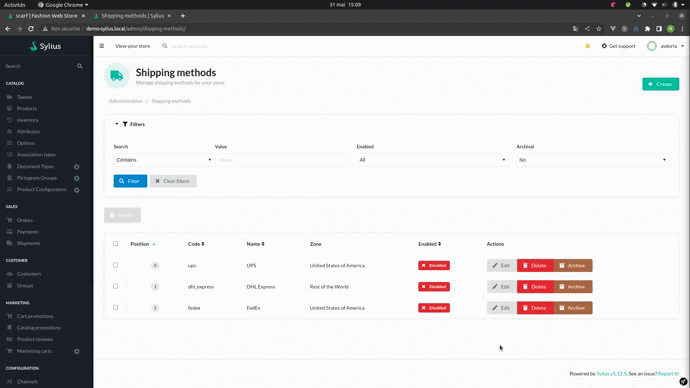 Activités
Google Chrome
31 mai 15:09
scarf | Fashion Web Store
Shipping methods | Sylius
Non sécurisé
demo-sylius.local/admin/shipping-methods/
Sylius
View your store
Get support
asdoria
Search
CATALOG
Taxons
Products
Inventory
Attributes
Options
Association types
Document Types
Pictogram Groups
Product Configurators
SALES
Orders
Payments
Shipments
CUSTOMER
Customers
Groups
MARKETING
Cart promotions
Catalog promotions
Product reviews
Marketing carts
CONFIGURATION
Channels
Shipping methods
Manage shipping methods for your store
Create
Administration
Shipping methods
Filters
Search
Value
Enabled
Archival
Contains
Value
All
No
Filter
Clear filters
Delete
Position
Code
Name
Zone
Enabled
Actions
0
ups
UPS
United States of America
Disabled
Edit
Delete
Archive
1
dhl_express
DHL Express
Rest of the World
Disabled
Edit
Delete
Archive
2
fedex
FedEx
United States of America
Disabled
Edit
Delete
Archive
Powered by Sylius v1.12.5. See an issue? Report it!